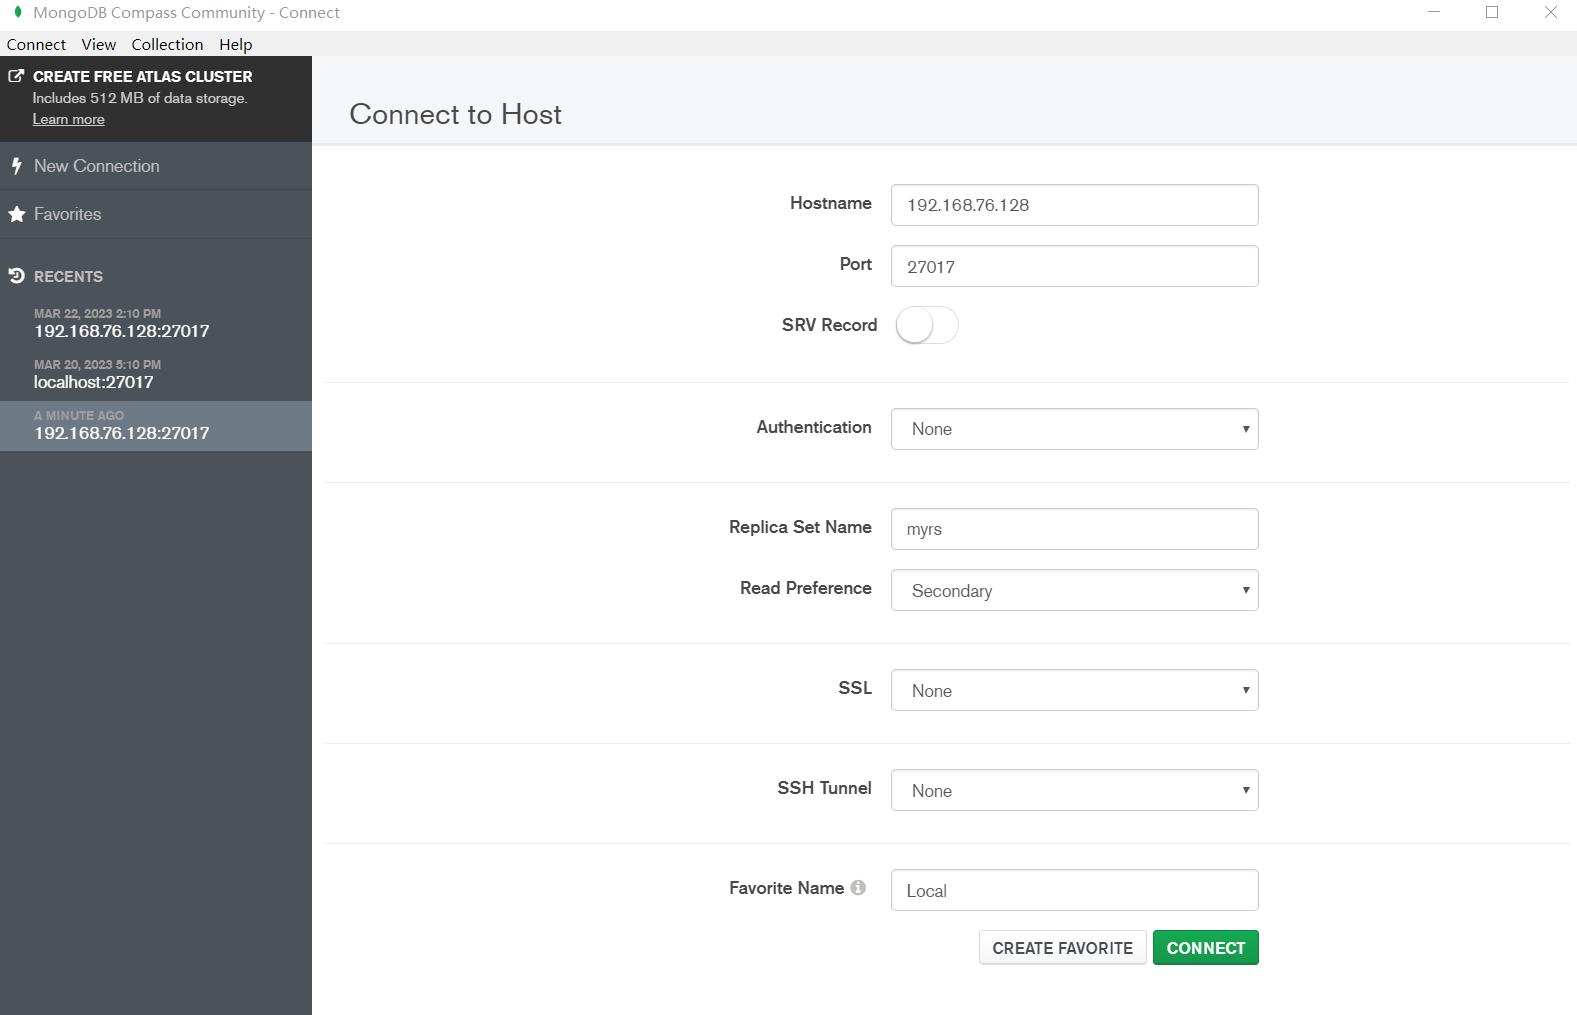 MongoDB Compass Community - Connect
Connect View Collection Help
CREATE FREE ATLAS CLUSTER
Includes 512 MB of data storage.
Learn more
New Connection
Favorites
RECENTS
MAR 22, 2023 2:10 PM
192.168.76.128:27017
MAR 20, 2023 5:10 PM
localhost:27017
A MINUTE AGO
192.168.76.128:27017
Connect to Host
Hostname 192.168.76.128
Port 27017
SRV Record
Authentication None
Replica Set Name myrs
Read Preference Secondary
SSL None
SSH Tunnel None
Favorite Name Local
CREATE FAVORITE CONNECT